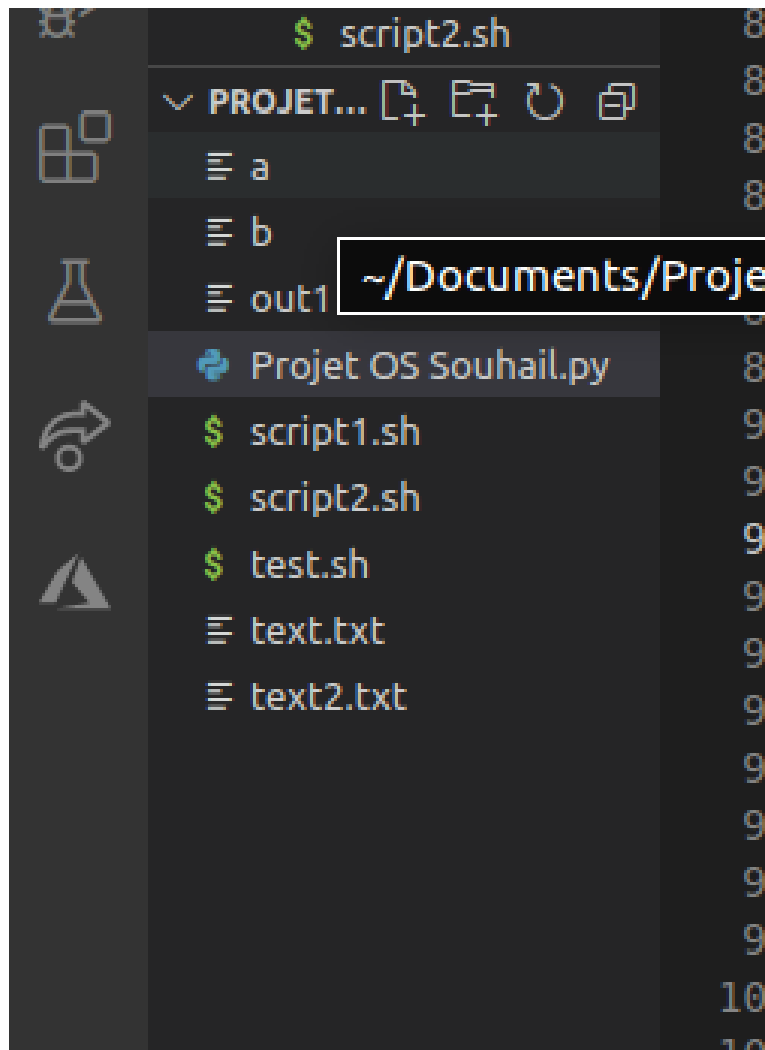 $ script2.sh
PROJET...
a
b
~/Documents/Proje
out1
Projet OS Souhail.py
$ script1.sh
$ script2.sh
$ test.sh
text.txt
text2.txt
10